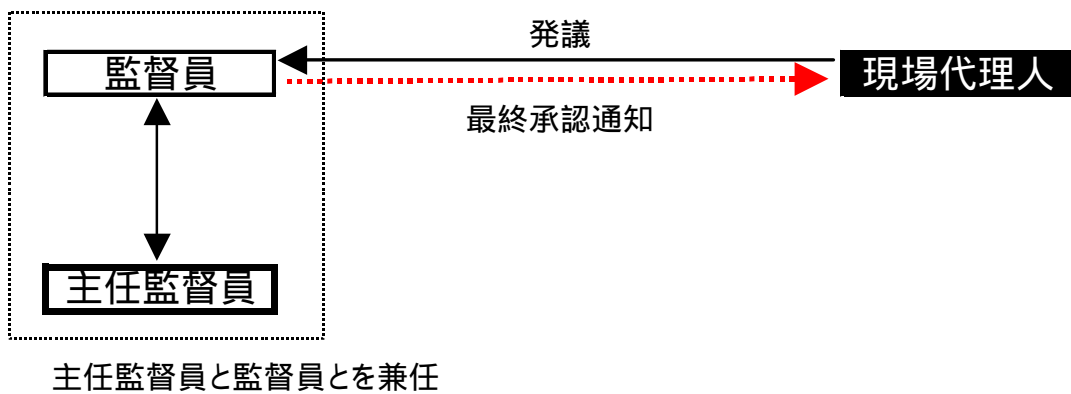 発議
監督員
現場代理人
最終承認通知
主任監督員
主任監督員と監督員とを兼任